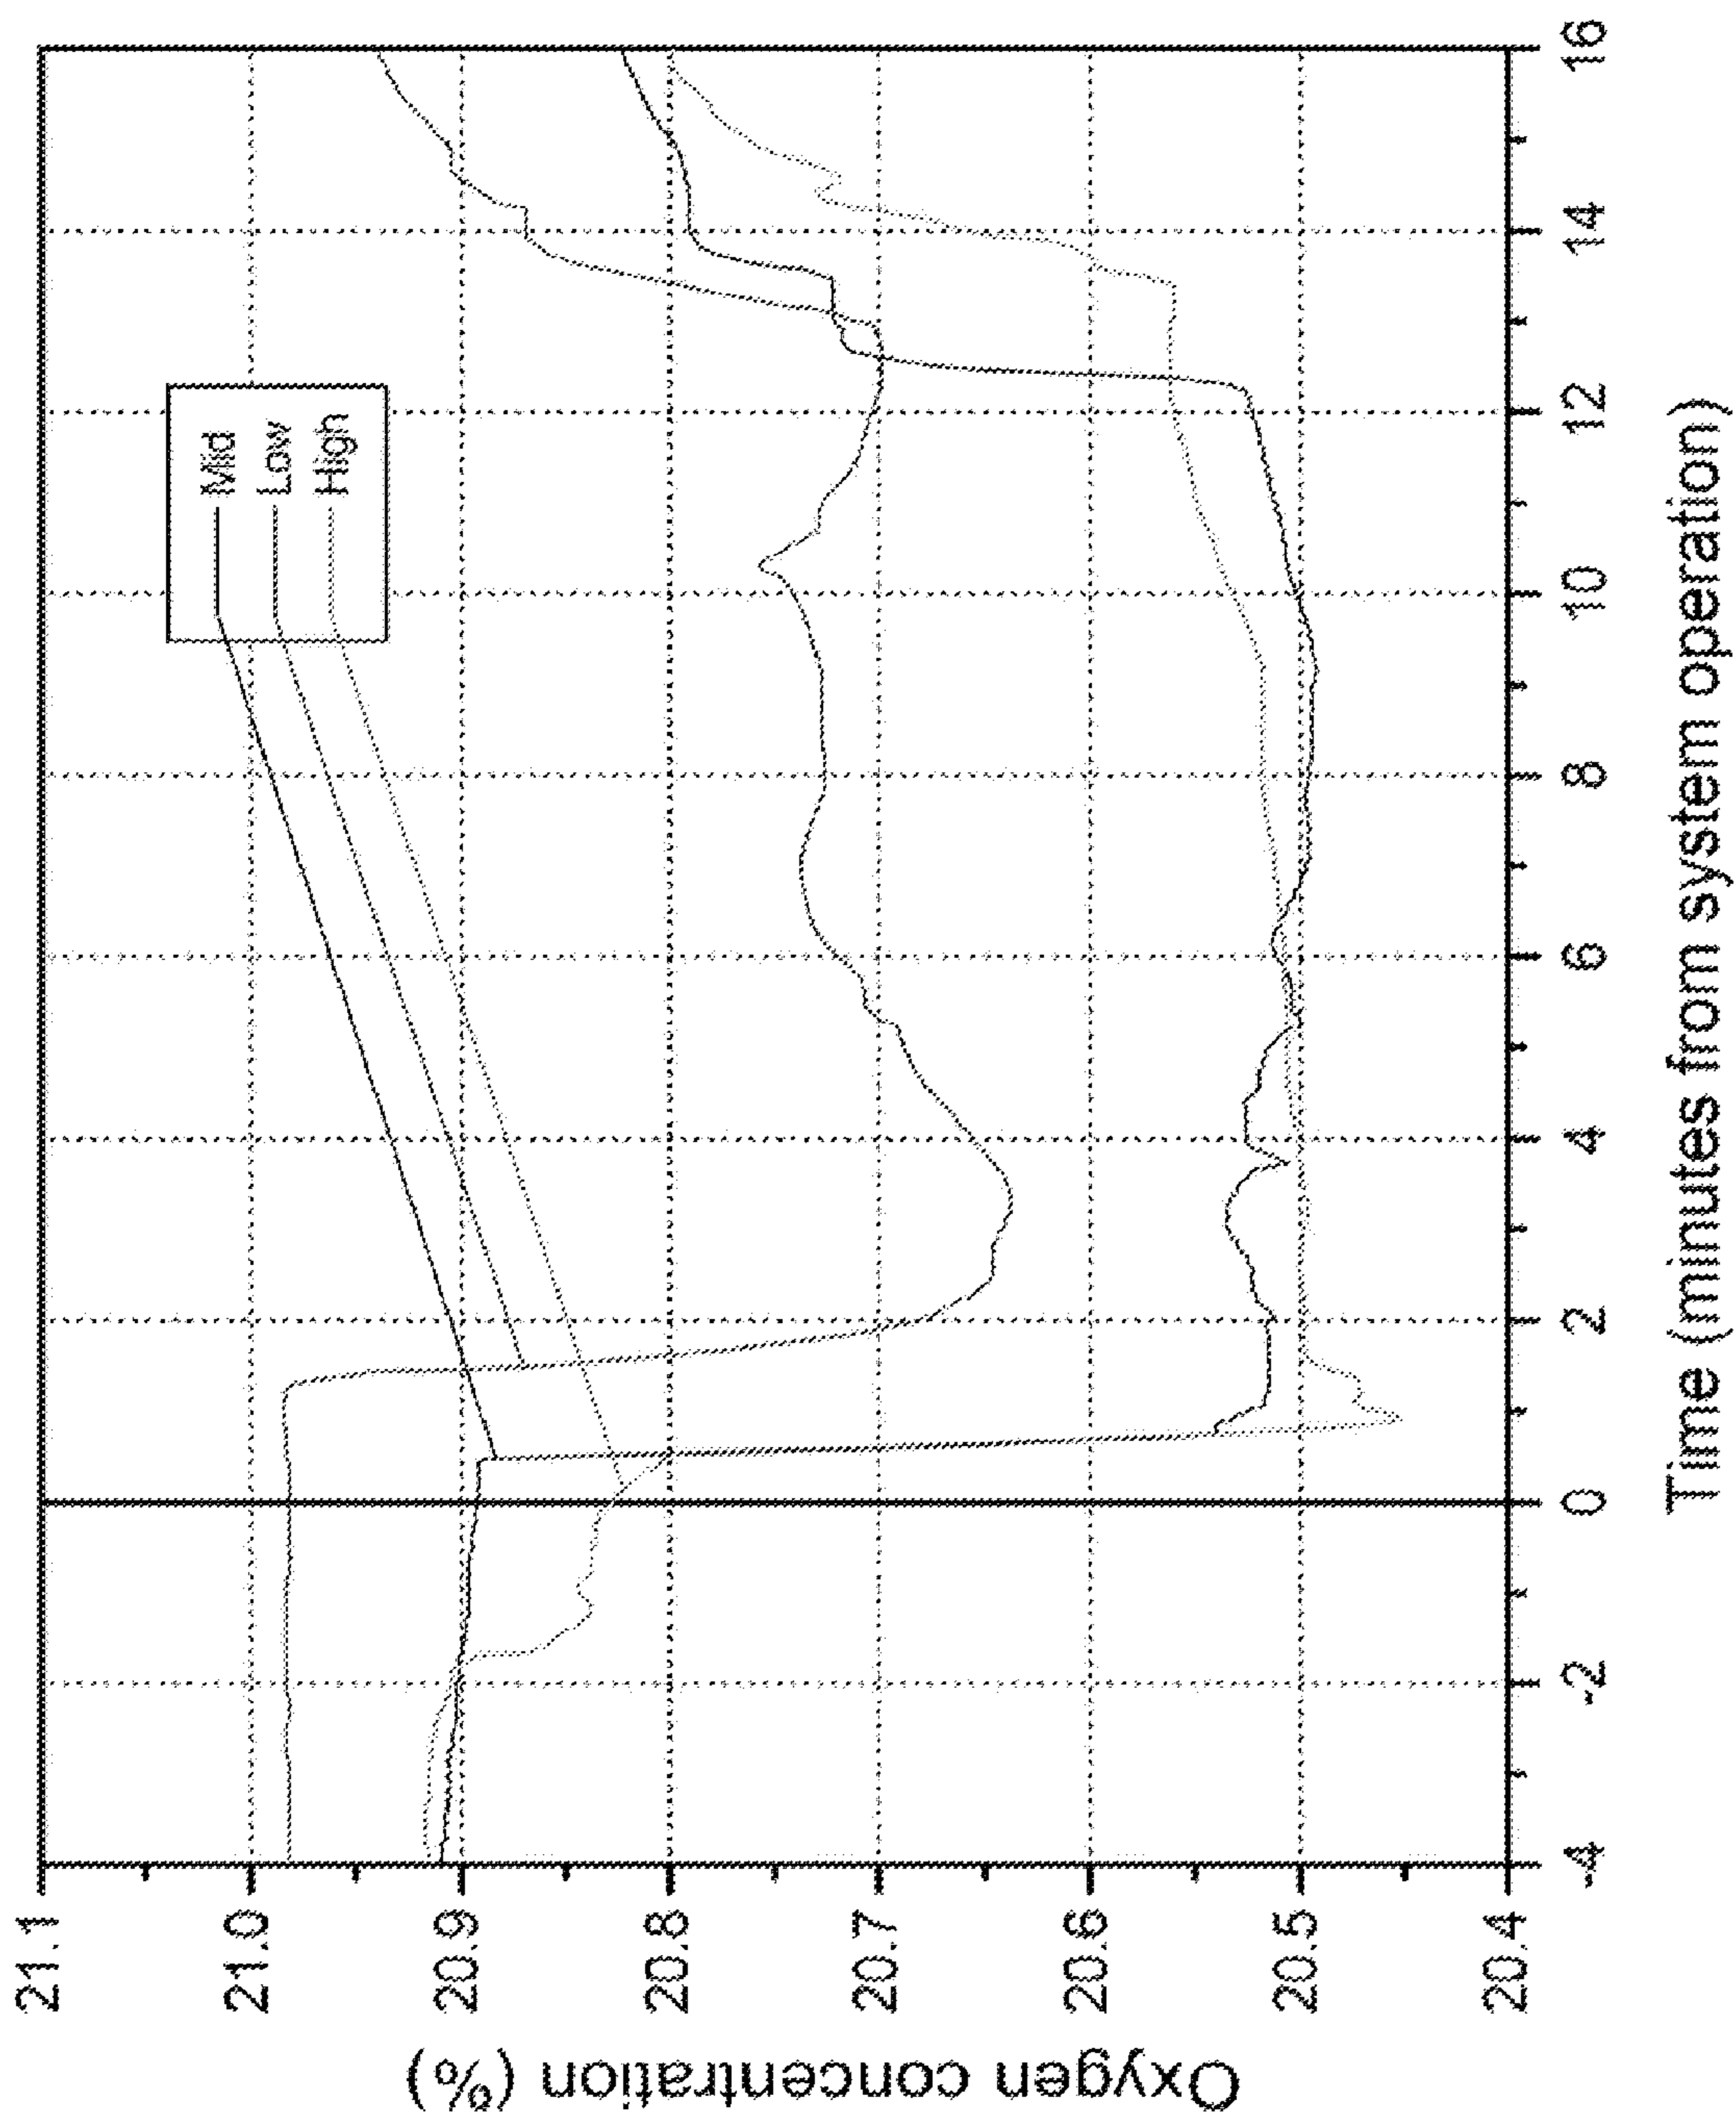 Oxygen concentration (%)
21.1
21.0
20.9
20.8
20.7
20.6
20.5
20.4
Mid
Low
High
-4 -2 0 2 4 6 8 10 12 14 16
Time (minutes from system operation)